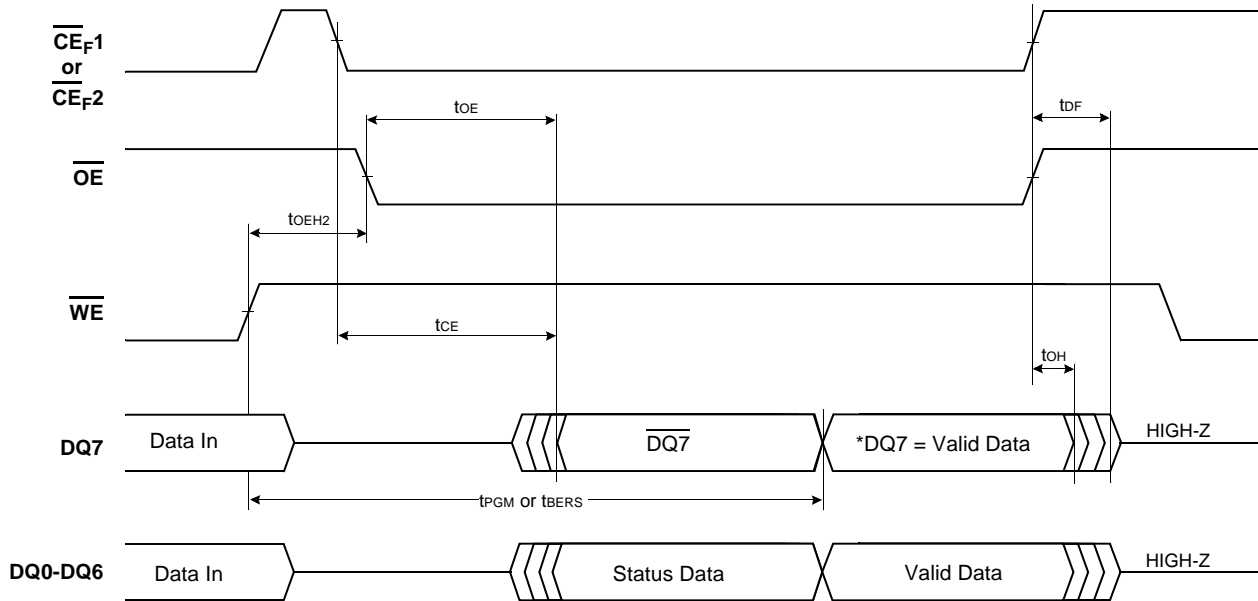 CEF1
or
CEF2
tOE
tDF
OE
tOEH2
WE
tCE
tOH
DQ7
Data In
DQ7
*DQ7 = Valid Data
HIGH-Z
tPGM or tBERS
DQ0-DQ6
Data In
Status Data
Valid Data
HIGH-Z